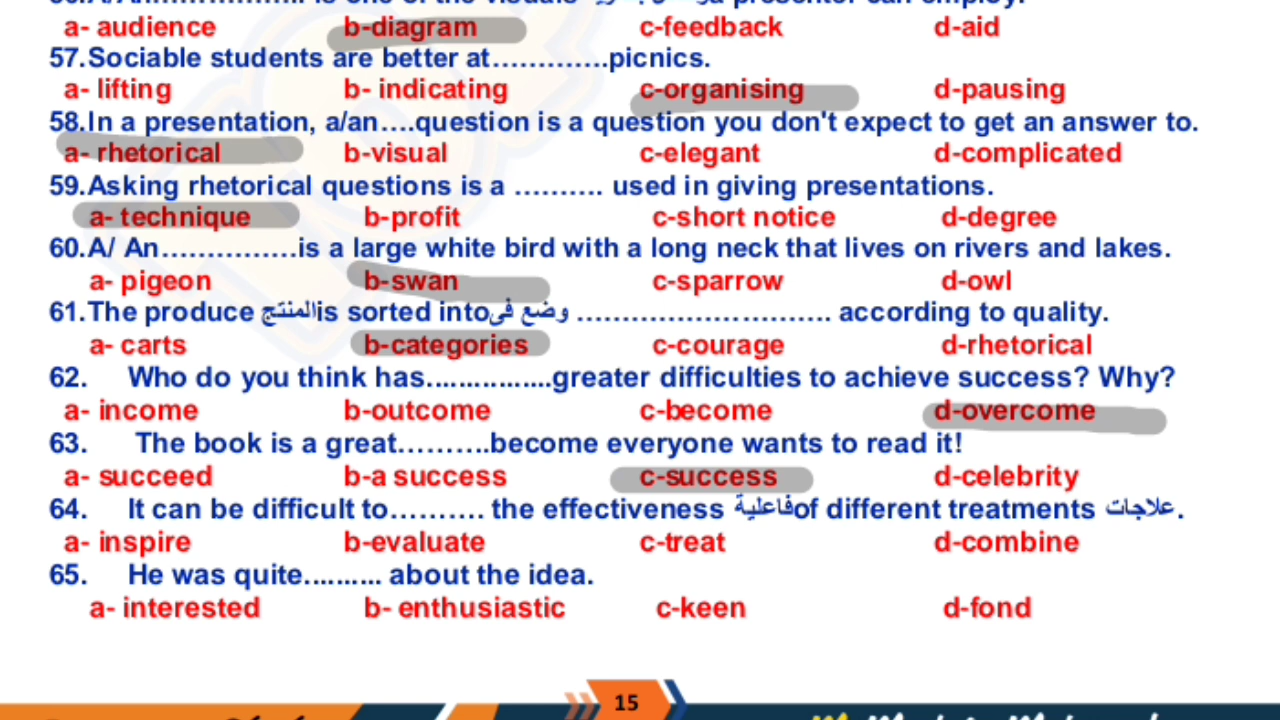 a- audience b-diagram c-feedback d-aid
57.Sociable students are better at.............picnics.
a- lifting b- indicating c-organising d-pausing
58.In a presentation, a/an....question is a question you don't expect to get an answer to.
a- rhetorical b-visual c-elegant d-complicated
59.Asking rhetorical questions is a .......... used in giving presentations.
a- technique b-profit c-short notice d-degree
60.A/ An...............is a large white bird with a long neck that lives on rivers and lakes.
a- pigeon b-swan c-sparrow d-owl
61.The produce المنتج is sorted into وضع فى ............................ according to quality.
a- carts b-categories c-courage d-rhetorical
62. Who do you think has................greater difficulties to achieve success? Why?
a- income b-outcome c-become d-overcome
63. The book is a great..........become everyone wants to read it!
a- succeed b-a success c-success d-celebrity
64. It can be difficult to.......... the effectiveness فاعلية of different treatments علاجات.
a- inspire b-evaluate c-treat d-combine
65. He was quite.......... about the idea.
a- interested b- enthusiastic c-keen d-fond
15